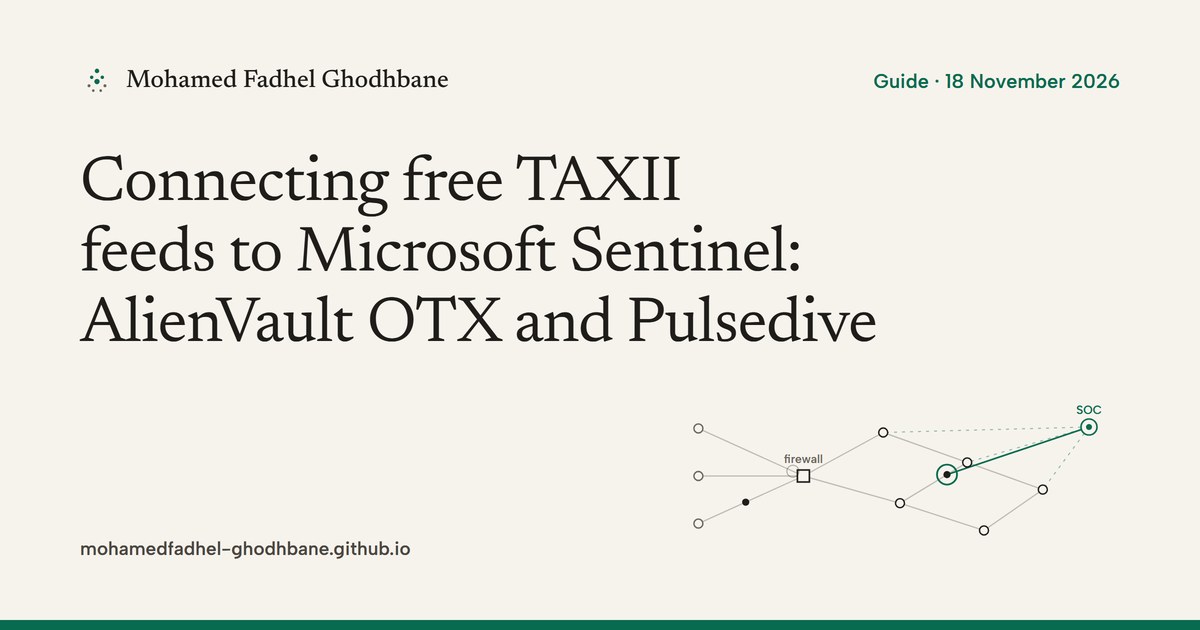 Mohamed Fadhel Ghodhbane
Guide · 18 November 2026
Connecting free TAXII
feeds to Microsoft Sentinel:
AlienVault OTX and Pulsedive
SOC
firewall
mohamedfadhel-ghodhbane.github.io